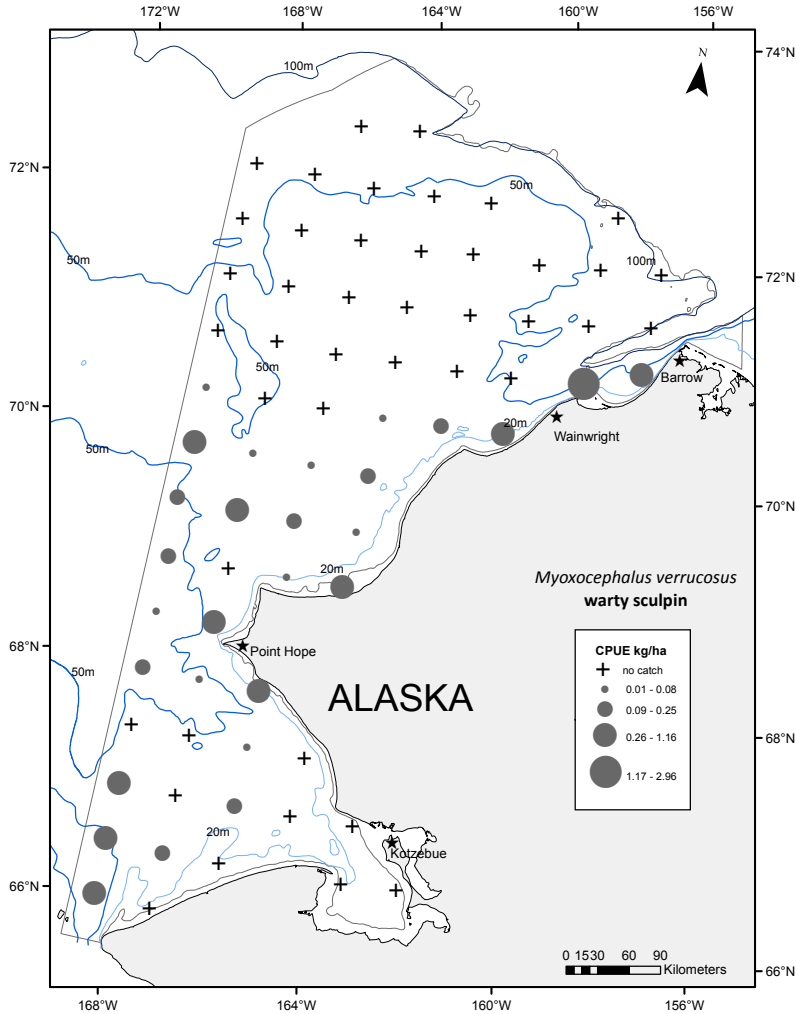 172°W 168°W 164°W 160°W 156°W
N
74°N
100m
72°N
50m
50m
100m
72°N
50m
70°N
Barrow
20m
Wainwright
50m
70°N
20m
Myoxocephalus verrucosus
warty sculpin
68°N
Point Hope
CPUE kg/ha
no catch
0.01 - 0.08
0.09 - 0.25
0.26 - 1.16
1.17 - 2.96
50m
ALASKA
68°N
20m
Kotzebue
66°N
0 15 30 60 90
Kilometers
66°N
168°W 164°W 160°W 156°W